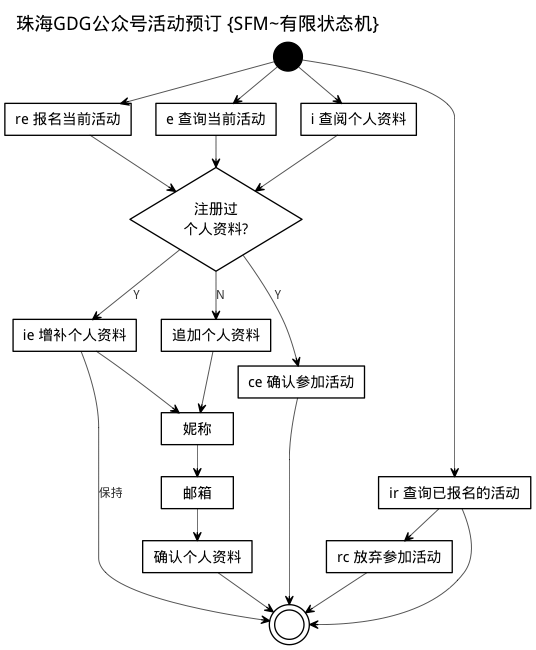 珠海GDG公众号活动预订 {SFM~有限状态机}
re 报名当前活动
e 查询当前活动
i 查阅个人资料
注册过
个人资料?
Y
N
Y
ie 增补个人资料
追加个人资料
ce 确认参加活动
妮称
邮箱
保持
ir 查询已报名的活动
确认个人资料
rc 放弃参加活动